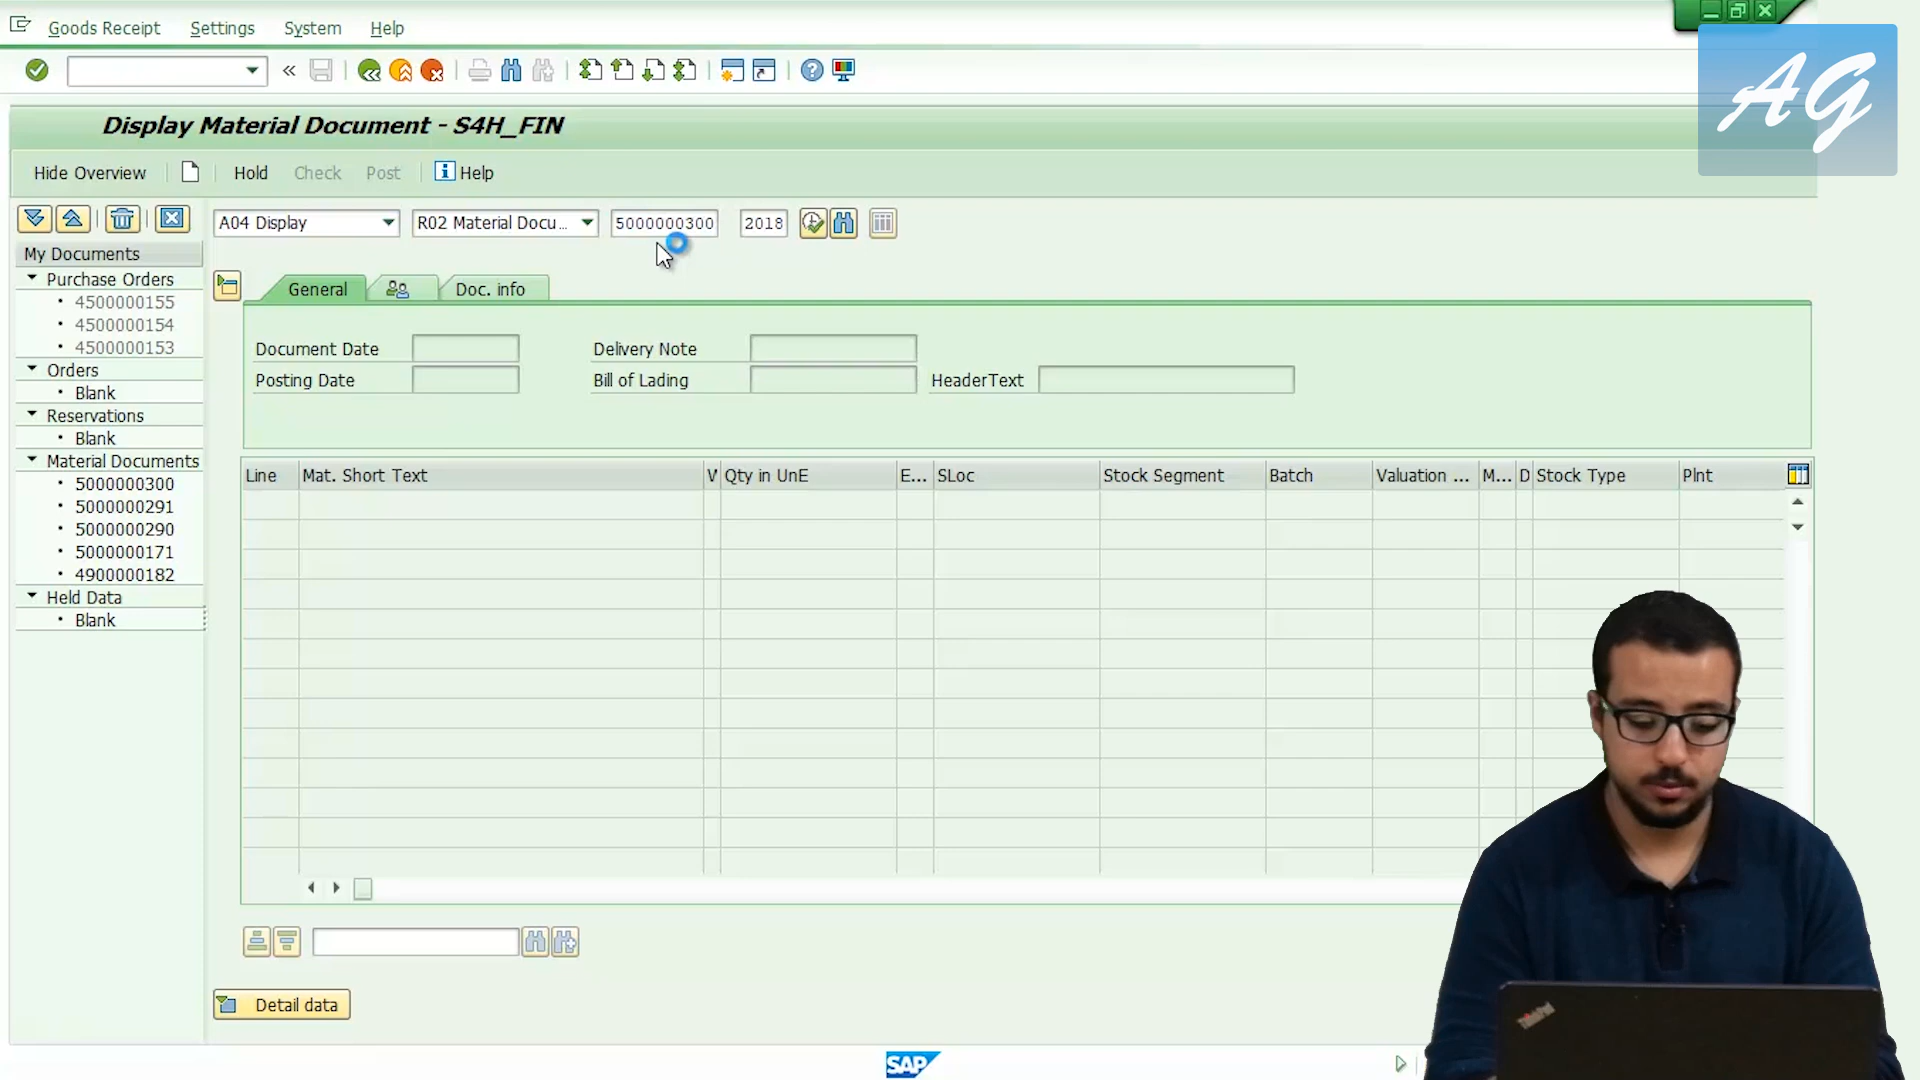 Goods Receipt Settings System Help
AG
Display Material Document - S4H_FIN
Hide Overview Hold Check Post Help
A04 Display R02 Material Docu... 5000000300 2018
My Documents
Purchase Orders
4500000155
4500000154
4500000153
Orders
Blank
Reservations
Blank
Material Documents
5000000300
5000000291
5000000290
5000000171
4900000182
Held Data
Blank
General Doc. info
Document Date Delivery Note
Posting Date Bill of Lading HeaderText
Line Mat. Short Text V Qty in UnE E... SLoc Stock Segment Batch Valuation ... M... D Stock Type Plnt
Detail data
SAP
ThinkPad